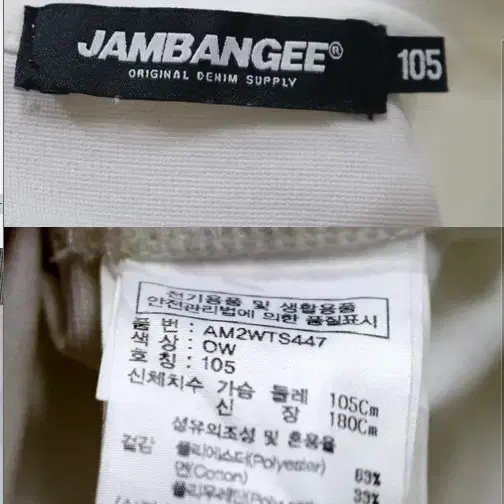 JAMBANGEE®
ORIGINAL DENIM SUPPLY
105
전기용품 및 생활용품
안전관리법에 의한 품질표시
품 번 : AM2WTS447
색 상 : OW
호 칭 : 105
신체치수 가슴 둘레 105Cm
신 장 180Cm
섬유의조성 및 혼용율
겉감 폴리에스터(Polyester)
면(Cotton) 63%
33%